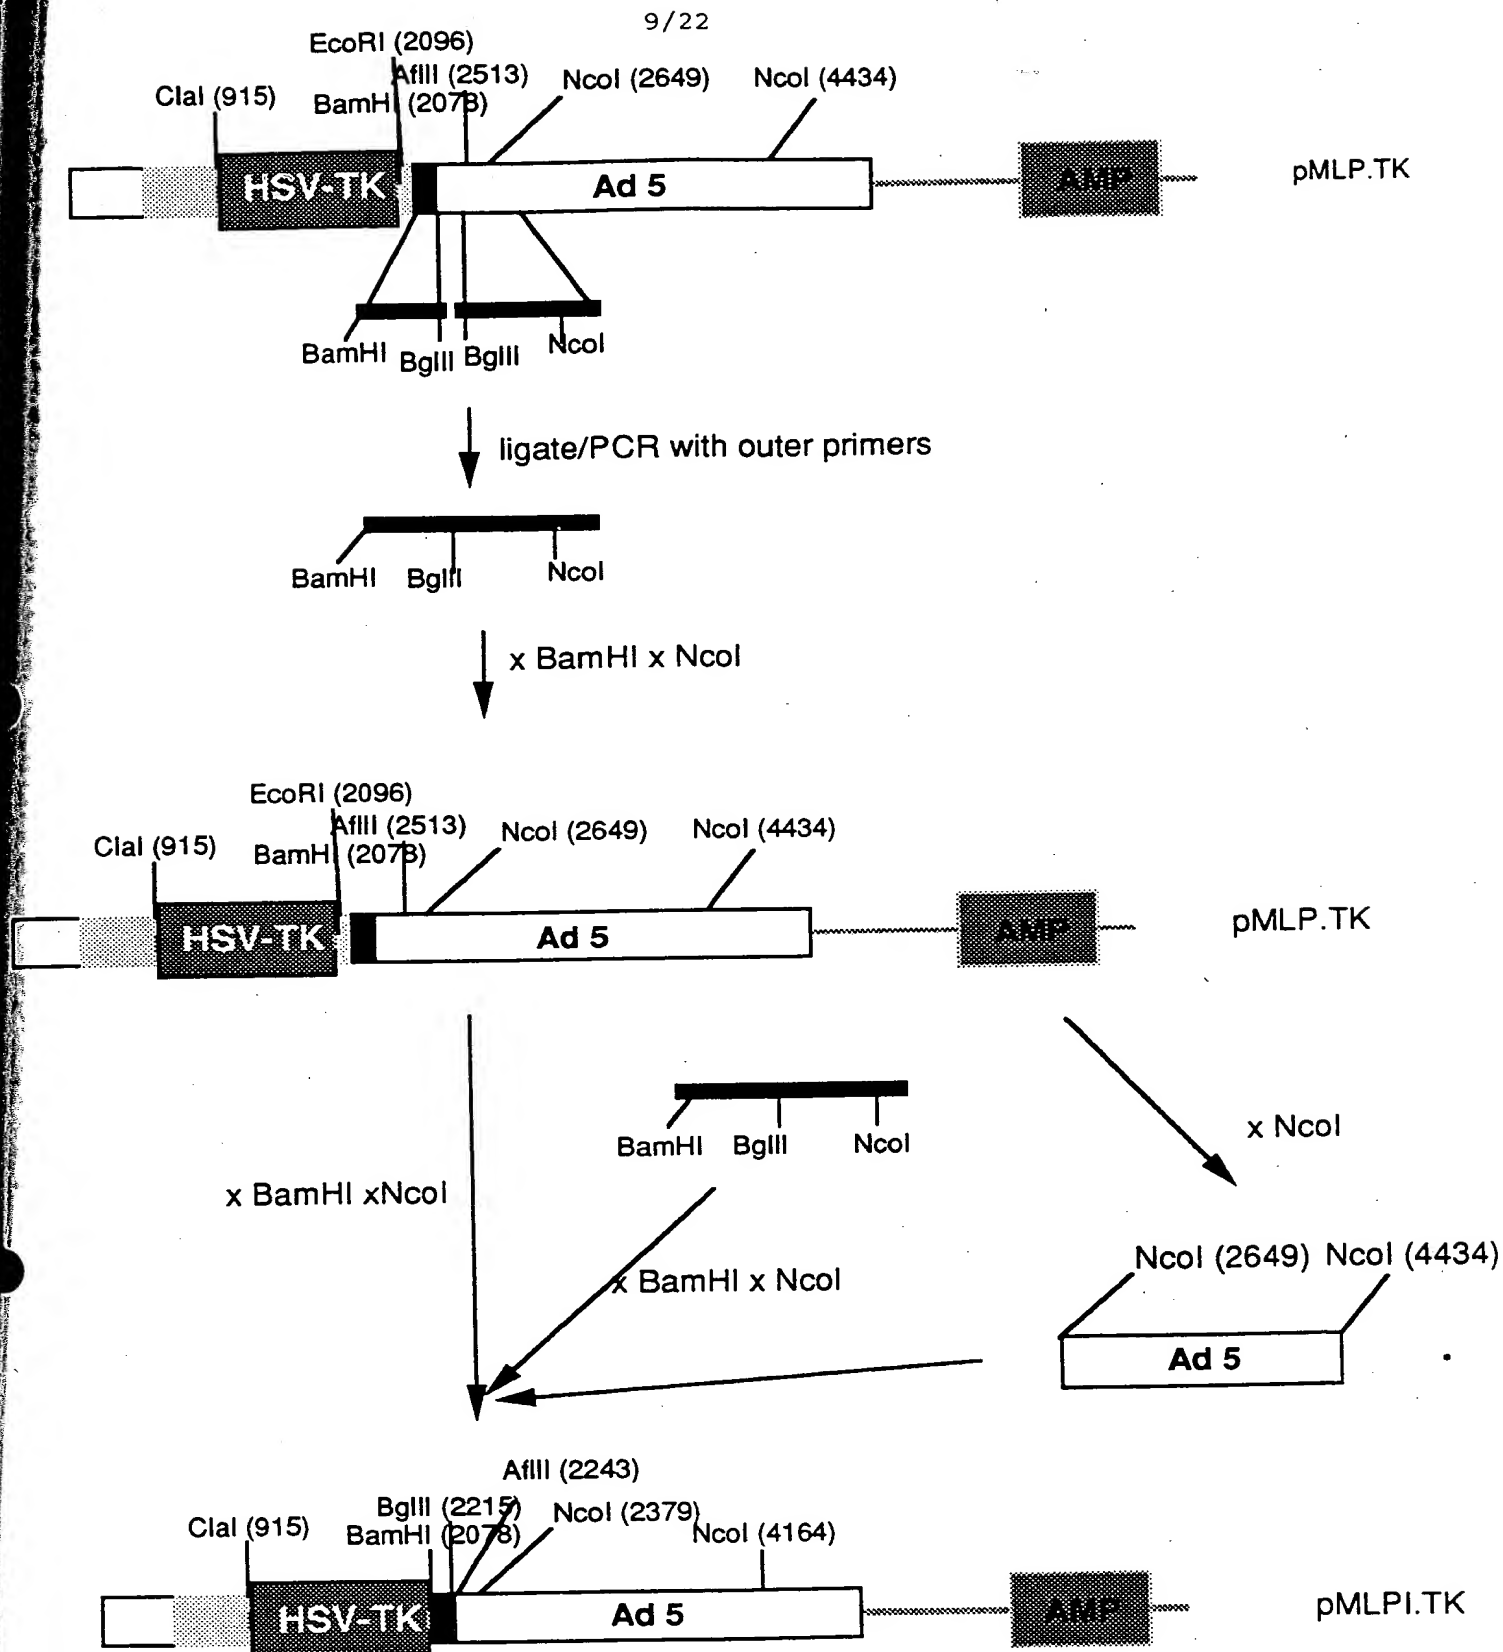 9/22
EcoRI (2096)
AflII (2513)
NcoI (2649)
NcoI (4434)
ClaI (915)
BamHI (2078)
HSV-TK
Ad 5
AMP
pMLP.TK
BamHI
BglII
BglII
NcoI
ligate/PCR with outer primers
BamHI
BglII
NcoI
x BamHI x NcoI
EcoRI (2096)
AflII (2513)
NcoI (2649)
NcoI (4434)
ClaI (915)
BamHI (2078)
HSV-TK
Ad 5
AMP
pMLP.TK
BamHI
BglII
NcoI
x NcoI
x BamHI xNcoI
x BamHI x NcoI
NcoI (2649) NcoI (4434)
Ad 5
AflII (2243)
BglII (2215)
NcoI (2379)
ClaI (915)
BamHI (2078)
NcoI (4164)
HSV-TK
Ad 5
AMP
pMLPI.TK